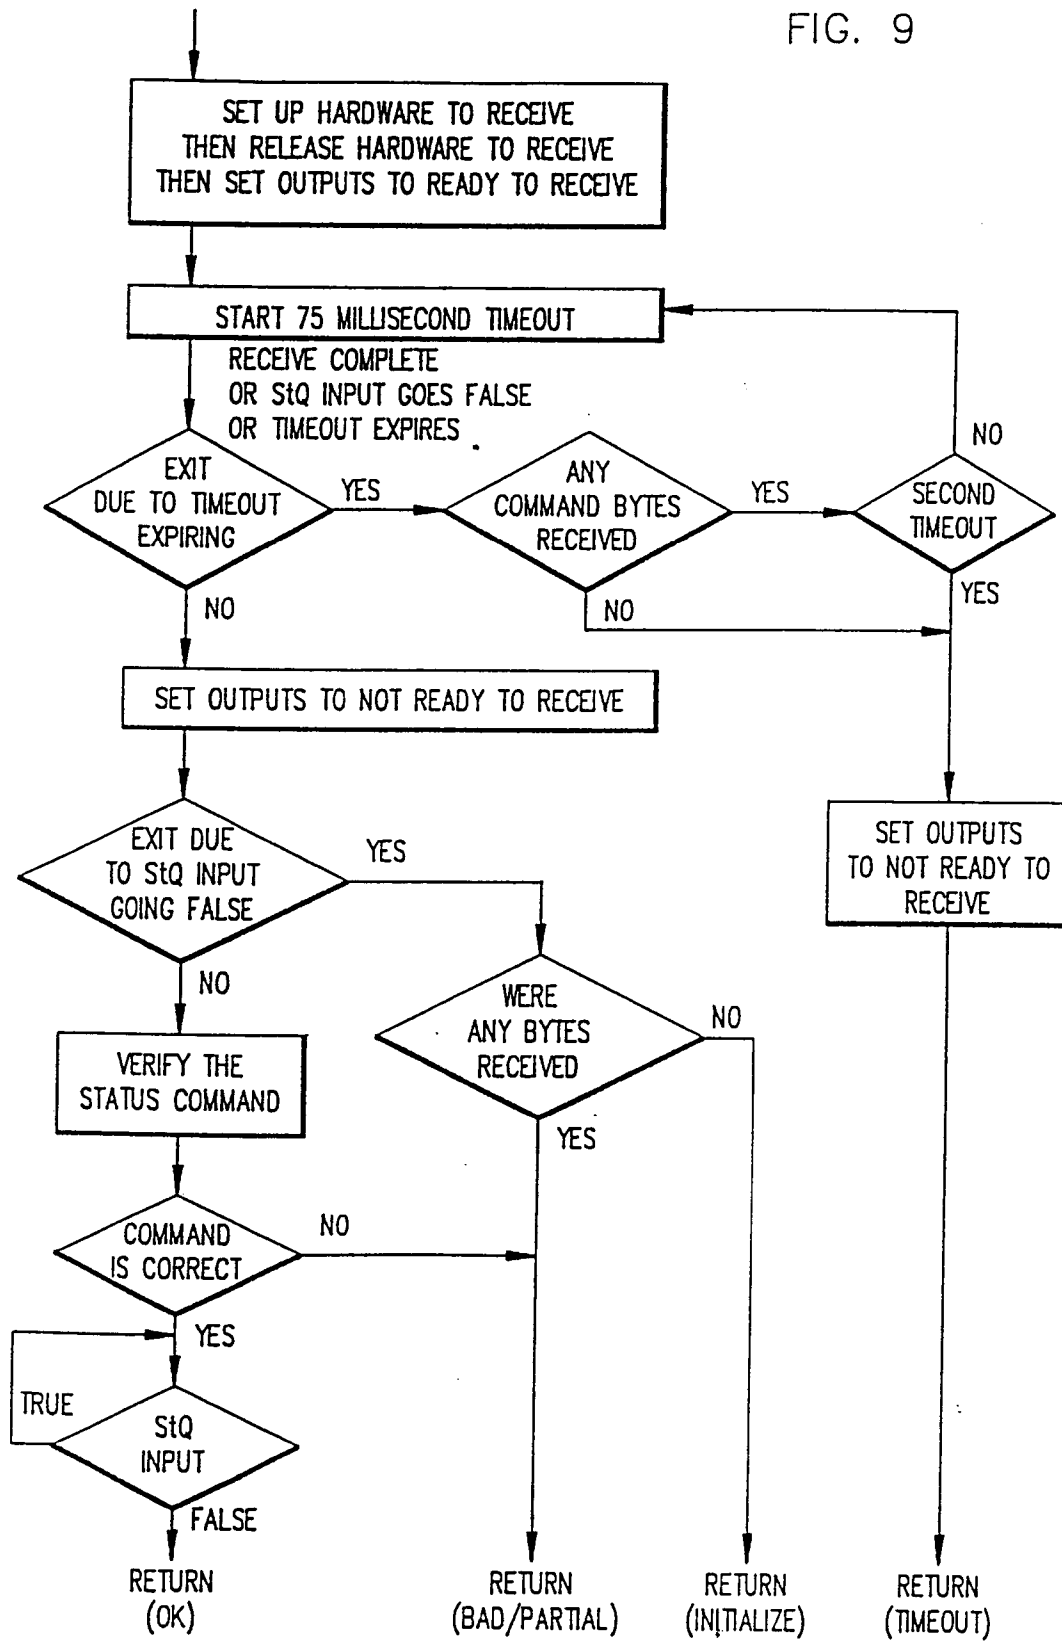 FIG. 9
SET UP HARDWARE TO RECEIVE
THEN RELEASE HARDWARE TO RECEIVE
THEN SET OUTPUTS TO READY TO RECEIVE
START 75 MILLISECOND TIMEOUT
RECEIVE COMPLETE
OR StQ INPUT GOES FALSE
OR TIMEOUT EXPIRES
EXIT
DUE TO TIMEOUT
EXPIRING
YES
ANY
COMMAND BYTES
RECEIVED
YES
SECOND
TIMEOUT
NO
YES
NO
NO
SET OUTPUTS TO NOT READY TO RECEIVE
SET OUTPUTS
TO NOT READY TO
RECEIVE
EXIT DUE
TO StQ INPUT
GOING FALSE
YES
NO
WERE
ANY BYTES
RECEIVED
NO
YES
VERIFY THE
STATUS COMMAND
COMMAND
IS CORRECT
NO
YES
TRUE
StQ
INPUT
FALSE
RETURN
(OK)
RETURN
(BAD/PARTIAL)
RETURN
(INITIALIZE)
RETURN
(TIMEOUT)